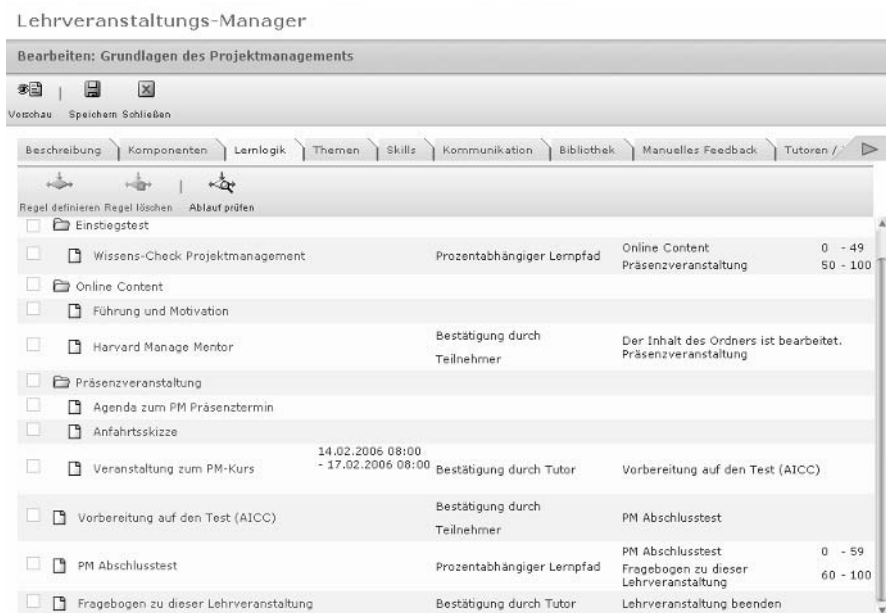 Lehrveranstaltungs-Manager
Bearbeiten: Grundlagen des Projektmanagements
Vorschau Speichern Schließen
Beschreibung Komponenten Lernlogik Themen Skills Kommunikation Bibliothek Manuelles Feedback Tutoren /
Regel definieren Regel löschen Ablauf prüfen
Einstiegstest
Wissens-Check Projektmanagement Prozentabhängiger Lernpfad Online Content 0 - 49
Präsenzveranstaltung 50 - 100
Online Content
Führung und Motivation
Harvard Manage Mentor Bestätigung durch Teilnehmer Der Inhalt des Ordners ist bearbeitet.
Präsenzveranstaltung
Präsenzveranstaltung
Agenda zum PM Präsenztermin
Anfahrtsskizze
Veranstaltung zum PM-Kurs 14.02.2006 08:00
- 17.02.2006 08:00 Bestätigung durch Tutor Vorbereitung auf den Test (AICC)
Vorbereitung auf den Test (AICC) Bestätigung durch Teilnehmer PM Abschlusstest
PM Abschlusstest Prozentabhängiger Lernpfad PM Abschlusstest 0 - 59
Fragebogen zu dieser Lehrveranstaltung 60 - 100
Fragebogen zu dieser Lehrveranstaltung Bestätigung durch Tutor Lehrveranstaltung beenden